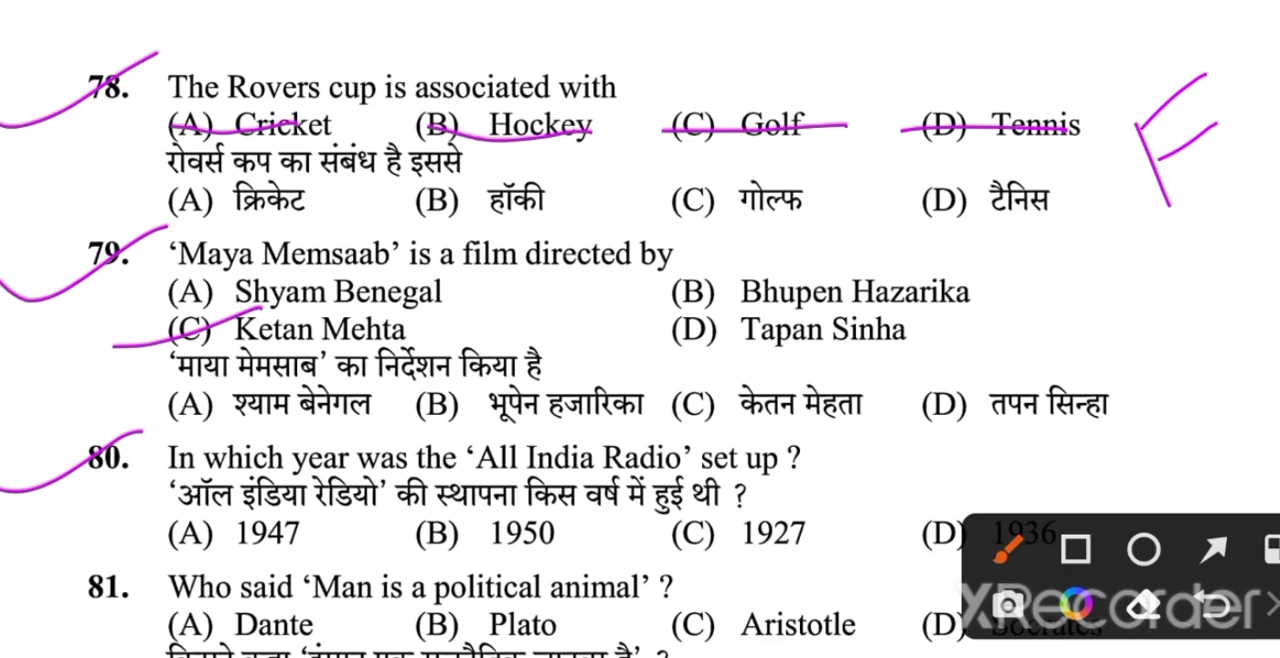 78. The Rovers cup is associated with
(A) Cricket (B) Hockey (C) Golf (D) Tennis F
रोवर्स कप का संबंध है इससे
(A) क्रिकेट (B) हॉकी (C) गोल्फ (D) टैनिस
79. ‘Maya Memsaab’ is a film directed by
(A) Shyam Benegal (B) Bhupen Hazarika
(C) Ketan Mehta (D) Tapan Sinha
‘माया मेमसाब’ का निर्देशन किया है
(A) श्याम बेनेगल (B) भूपेन हजारिका (C) केतन मेहता (D) तपन सिन्हा
80. In which year was the ‘All India Radio’ set up ?
‘ऑल इंडिया रेडियो’ की स्थापना किस वर्ष में हुई थी ?
(A) 1947 (B) 1950 (C) 1927 (D) 1936
81. Who said ‘Man is a political animal’ ?
(A) Dante (B) Plato (C) Aristotle (D) Socrates
XRecorder